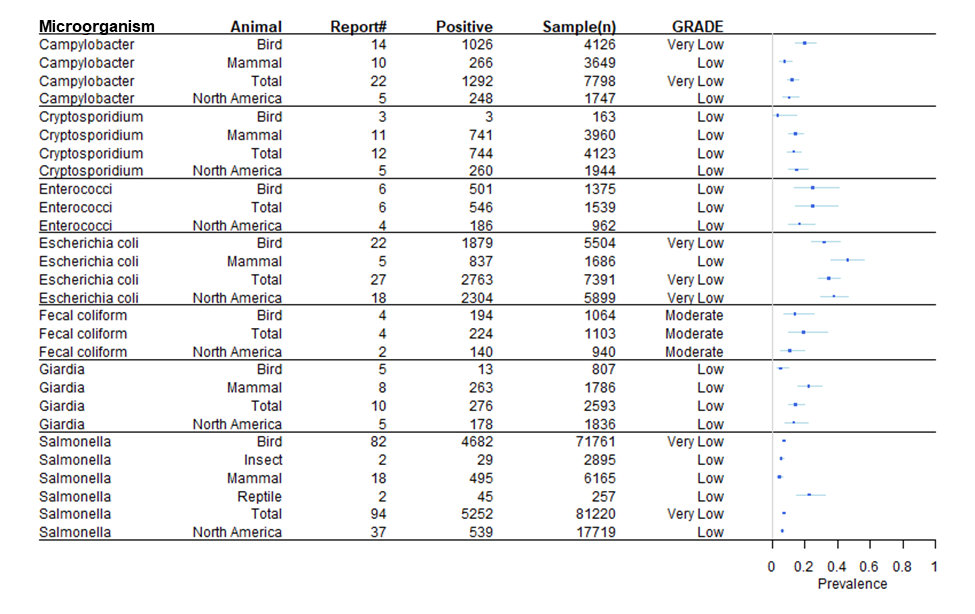 Microorganism Animal Report# Positive Sample(n) GRADE
Campylobacter Bird 14 1026 4126 Very Low
Campylobacter Mammal 10 266 3649 Low
Campylobacter Total 22 1292 7798 Very Low
Campylobacter North America 5 248 1747 Low
Cryptosporidium Bird 3 3 163 Low
Cryptosporidium Mammal 11 741 3960 Low
Cryptosporidium Total 12 744 4123 Low
Cryptosporidium North America 5 260 1944 Low
Enterococci Bird 6 501 1375 Low
Enterococci Total 6 546 1539 Low
Enterococci North America 4 186 962 Low
Escherichia coli Bird 22 1879 5504 Very Low
Escherichia coli Mammal 5 837 1686 Low
Escherichia coli Total 27 2763 7391 Very Low
Escherichia coli North America 18 2304 5899 Very Low
Fecal coliform Bird 4 194 1064 Moderate
Fecal coliform Total 4 224 1103 Moderate
Fecal coliform North America 2 140 940 Moderate
Giardia Bird 5 13 807 Low
Giardia Mammal 8 263 1786 Low
Giardia Total 10 276 2593 Low
Giardia North America 5 178 1836 Low
Salmonella Bird 82 4682 71761 Very Low
Salmonella Insect 2 29 2895 Low
Salmonella Mammal 18 495 6165 Low
Salmonella Reptile 2 45 257 Low
Salmonella Total 94 5252 81220 Very Low
Salmonella North America 37 539 17719 Low
0 0.2 0.4 0.6 0.8 1
Prevalence